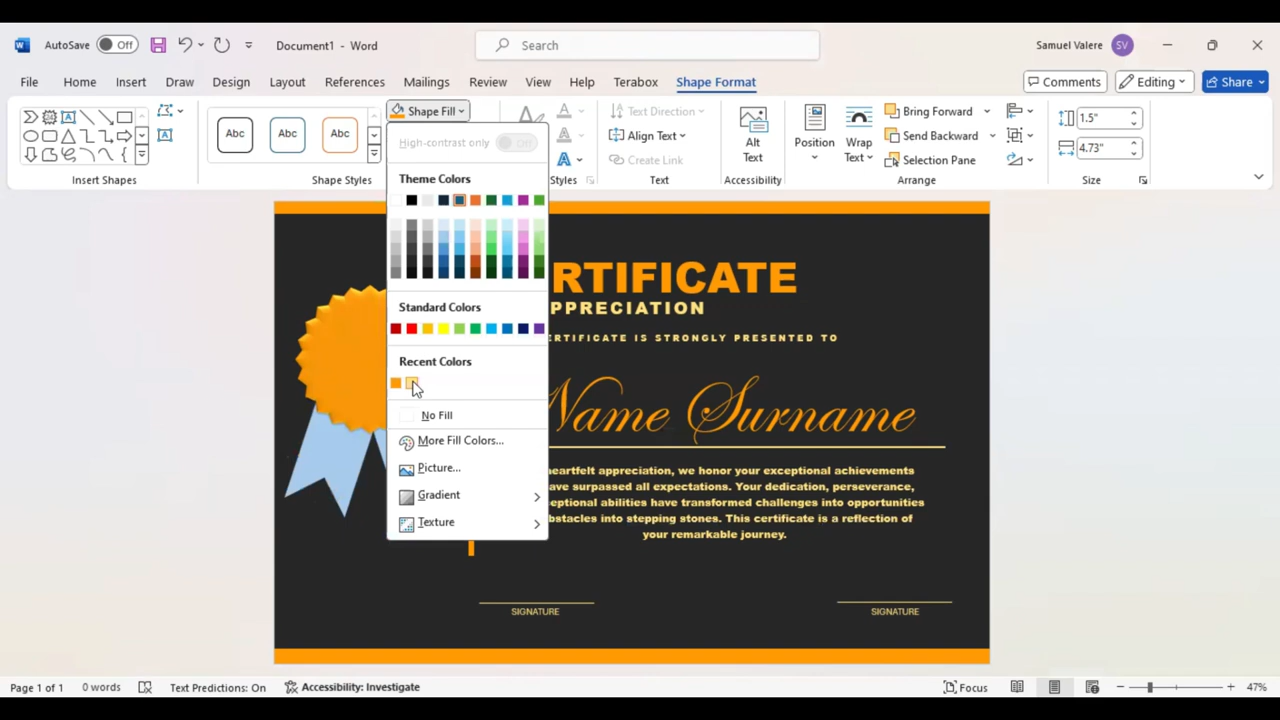 AutoSave Off Document1 - Word Search Samuel Valere SV
File Home Insert Draw Design Layout References Mailings Review View Help Terabox Shape Format Comments Editing Share
Abc Abc Abc
Shape Fill
Text Direction
Align Text
Create Link
Alt Text
Position
Wrap Text
Bring Forward
Send Backward
Selection Pane
1.5"
4.73"
Insert Shapes Shape Styles Styles Text Accessibility Arrange Size
High-contrast only Off
Theme Colors
Standard Colors
Recent Colors
No Fill
More Fill Colors...
Picture...
Gradient
Texture
RTIFICATE
PPRECIATION
ERTIFICATE IS STRONGLY PRESENTED TO
Name Surname
heartfelt appreciation, we honor your exceptional achievements
ave surpassed all expectations. Your dedication, perseverance,
eptional abilities have transformed challenges into opportunities
bstacles into stepping stones. This certificate is a reflection of
your remarkable journey.
SIGNATURE SIGNATURE
Page 1 of 1 0 words Text Predictions: On Accessibility: Investigate Focus 47%